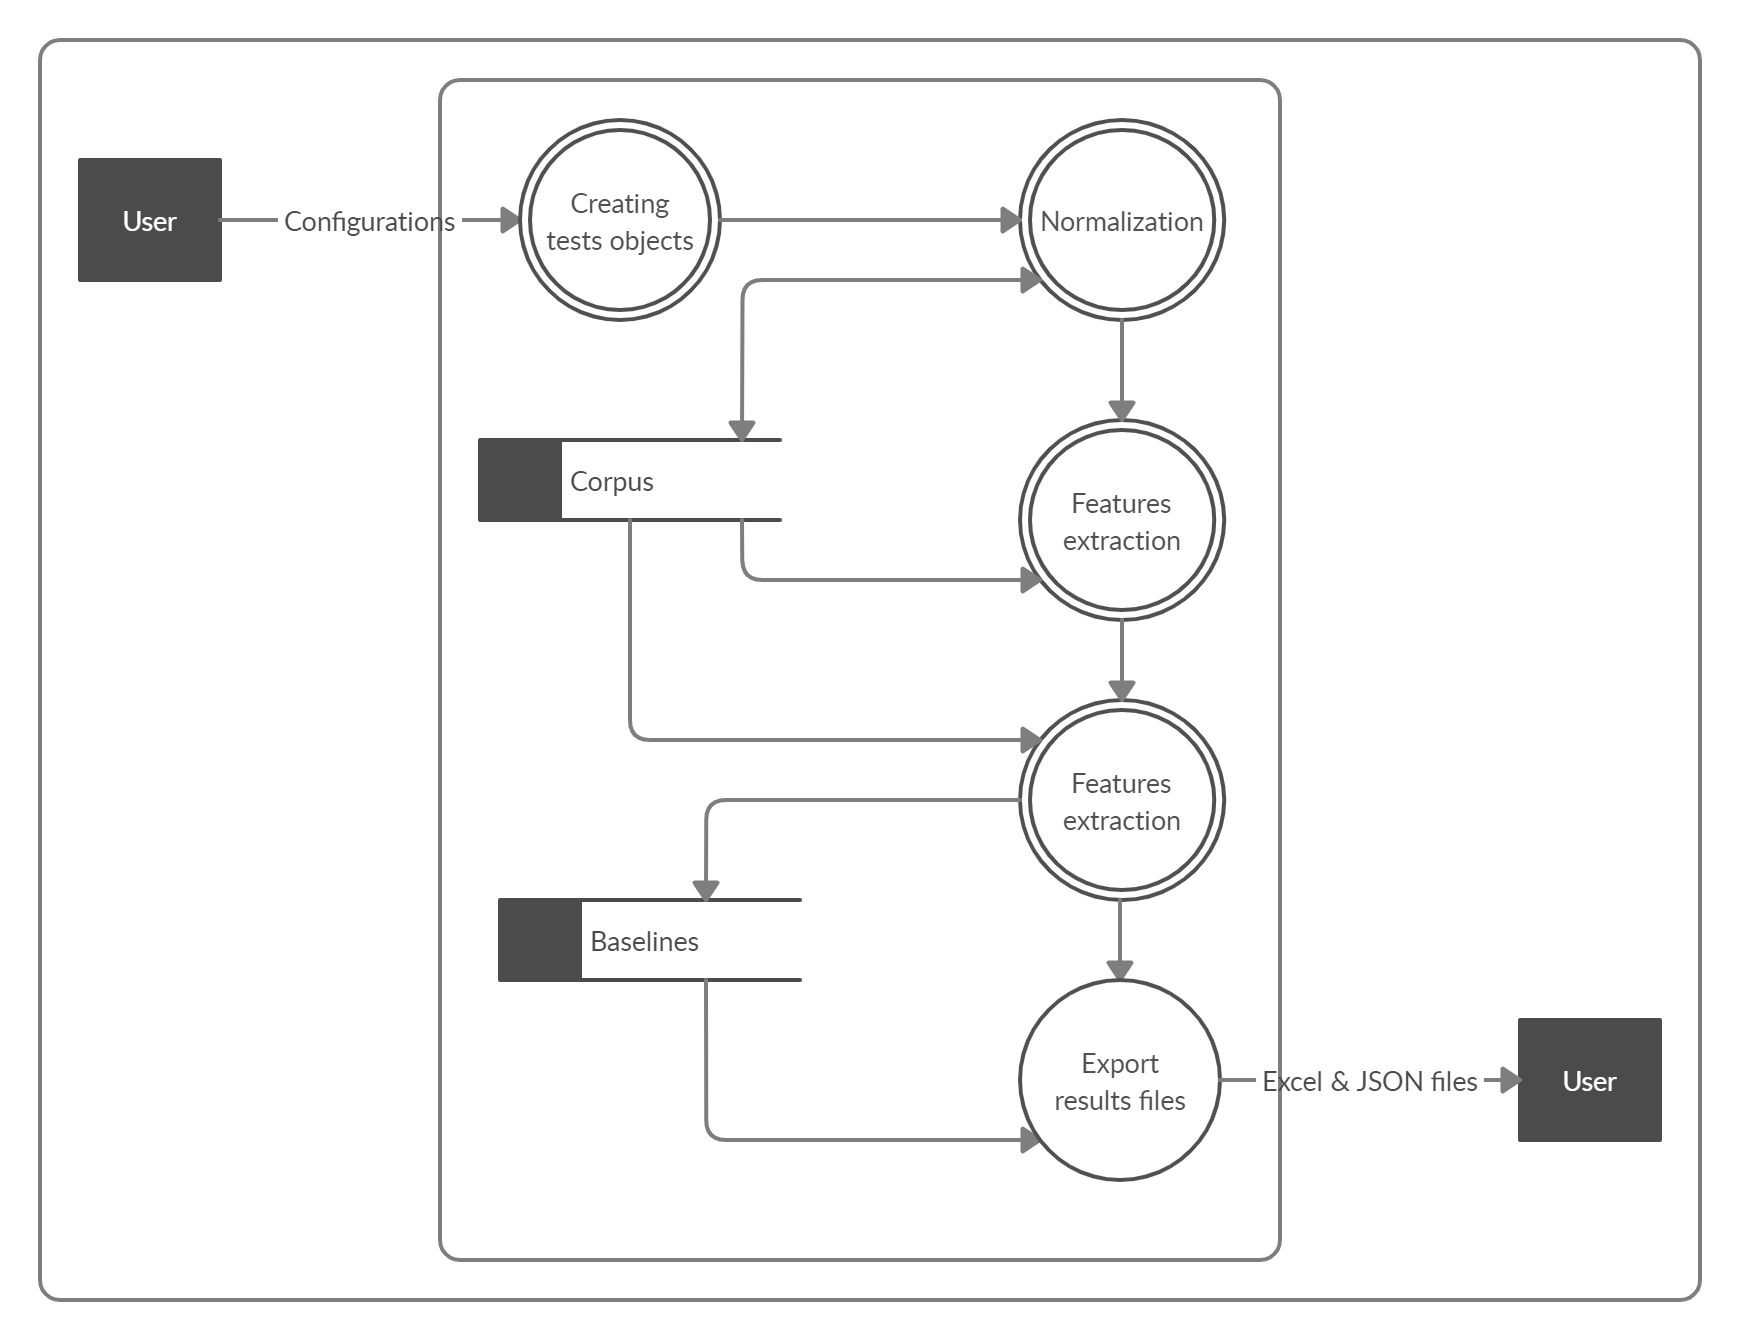 User
Configurations
Creating
tests objects
Normalization
Corpus
Features
extraction
Features
extraction
Baselines
Export
results files
Excel & JSON files
User